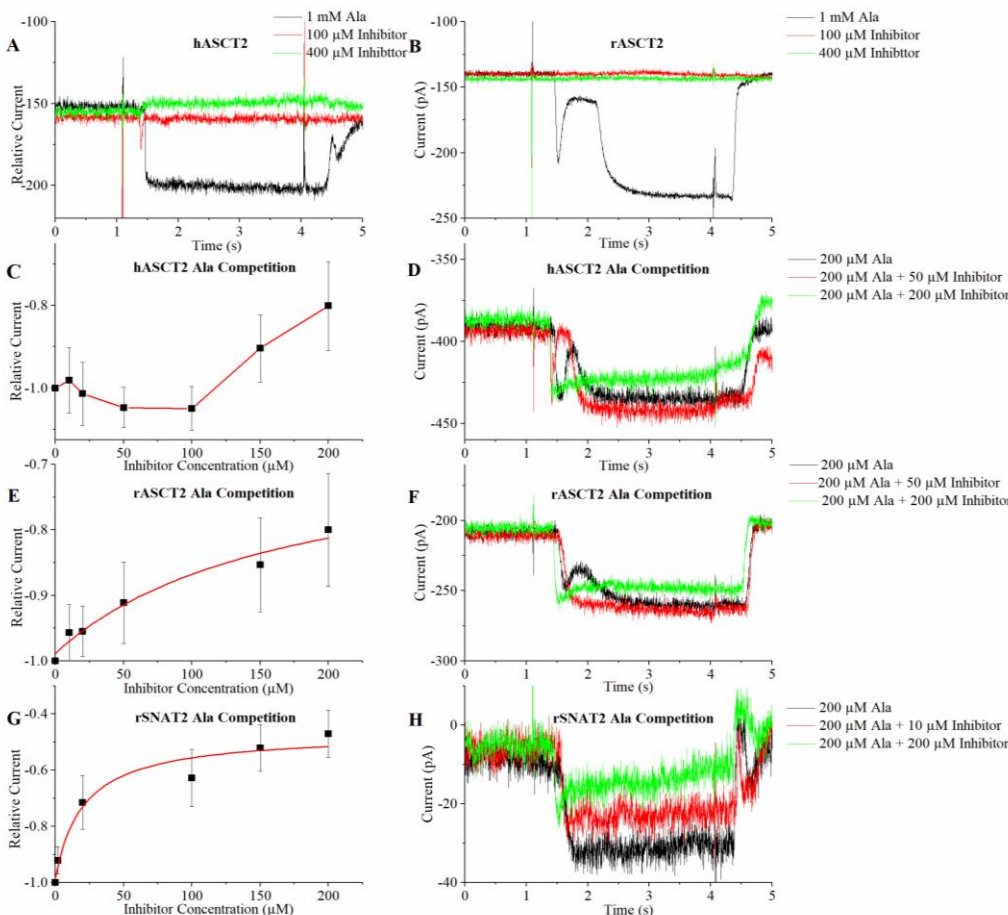 A
hASCT2
1 mM Ala
100 µM Inhibitor
400 µM Inhibttor
Relative Current
-100
-150
-200
0 1 2 3 4 5
Time (s)
B
rASCT2
1 mM Ala
100 µM Inhibitor
400 µM Inhibttor
Current (pA)
-100
-150
-200
-250
0 1 2 3 4 5
Time (s)
C
hASCT2 Ala Competition
Relative Current
-0.8
-1.0
0 50 100 150 200
Inhibitor Concentration (µM)
D
hASCT2 Ala Competition
200 µM Ala
200 µM Ala + 50 µM Inhibitor
200 µM Ala + 200 µM Inhibitor
Current (pA)
-350
-400
-450
0 1 2 3 4 5
Time (s)
E
rASCT2 Ala Competition
Relative Current
-0.7
-0.8
-0.9
-1.0
0 50 100 150 200
Inhibitor Concentration (µM)
F
rASCT2 Ala Competition
200 µM Ala
200 µM Ala + 50 µM Inhibitor
200 µM Ala + 200 µM Inhibitor
Current (pA)
-200
-250
-300
0 1 2 3 4 5
Time (s)
G
rSNAT2 Ala Competition
Relative Current
-0.4
-0.6
-0.8
-1.0
0 50 100 150 200
Inhibitor Concentration (µM)
H
rSNAT2 Ala Competition
200 µM Ala
200 µM Ala + 10 µM Inhibitor
200 µM Ala + 200 µM Inhibitor
Current (pA)
0
-20
-40
0 1 2 3 4 5
Time (s)